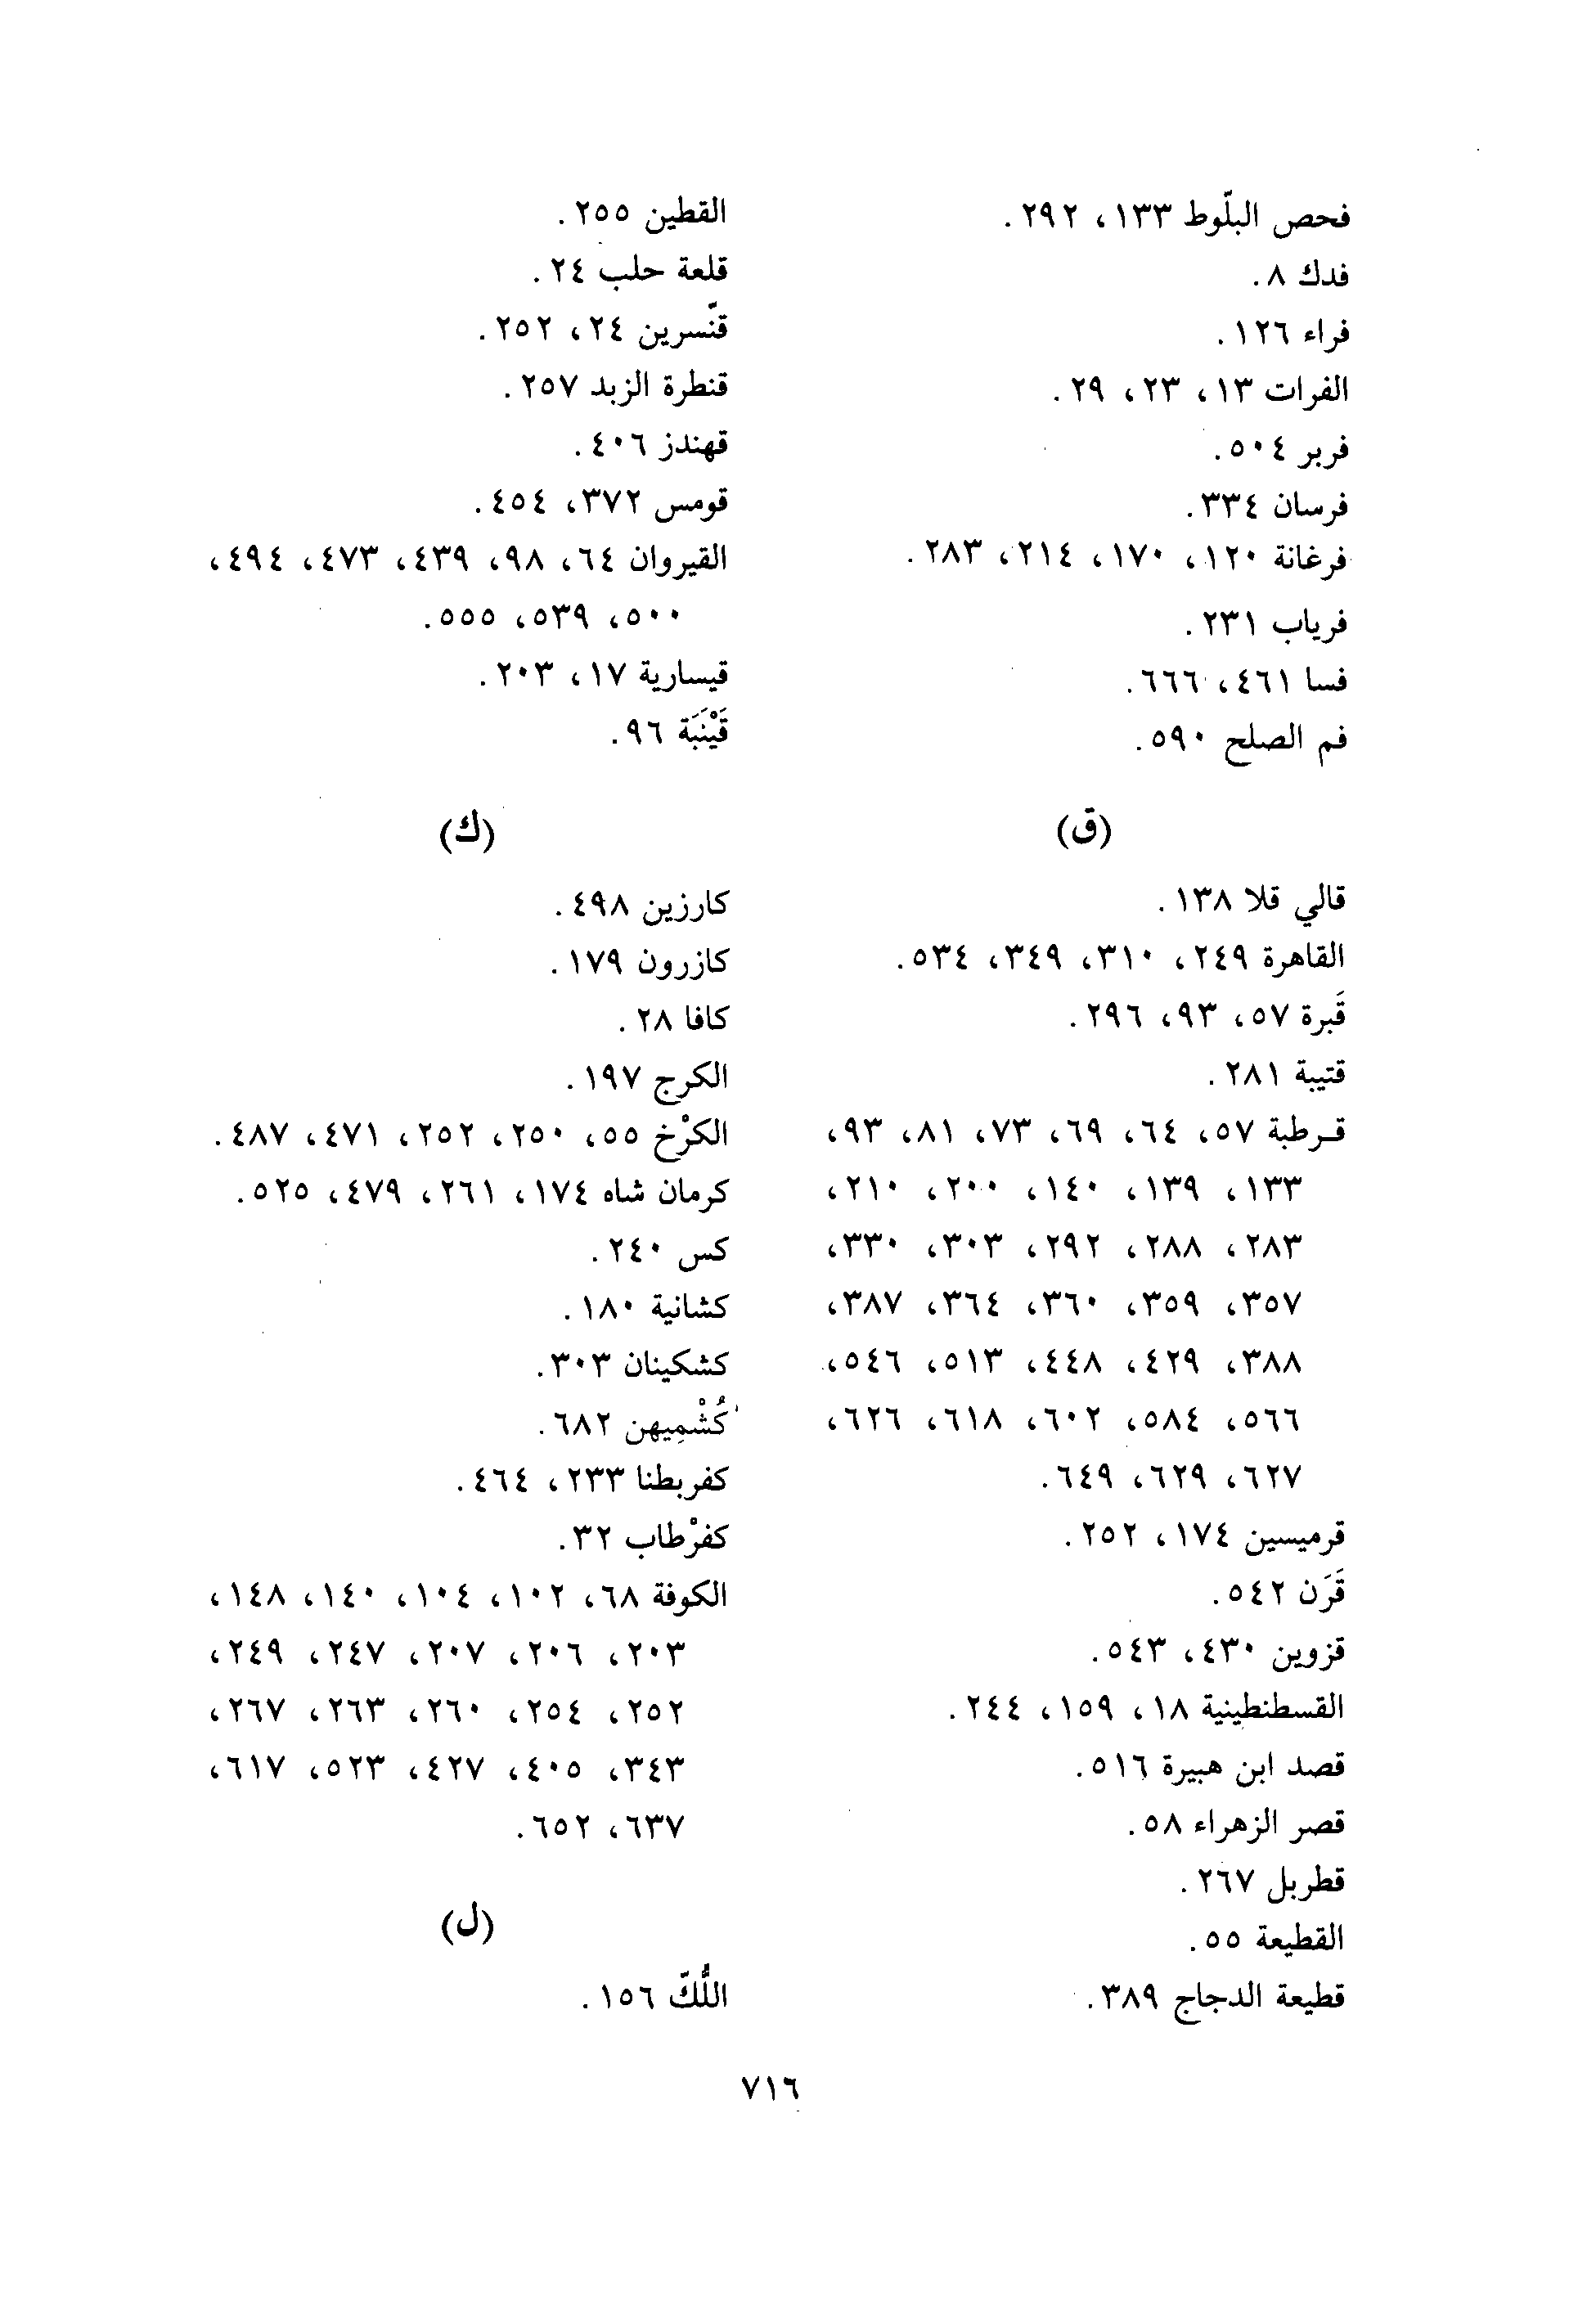 فحص البلّوط ١٣٣، ٢٩٢.
فدك ٨.
فراء ١٢٦.
الفرات ١٣، ٢٣، ٢٩.
فربر ٥٠٤.
فرسان ٣٣٤.
فرغانة ١٢٠، ١٧٠، ٢١٤، ٢٨٣.
فرياب ٢٣١.
فسا ٤٦١، ٦٦٦.
فم الصلح ٥٩٠.
(ق)
قالي قلا ١٣٨.
القاهرة ٢٤٩، ٣١٠، ٣٤٩، ٥٣٤.
قَبرة ٥٧، ٩٣، ٢٩٦.
قتيبة ٢٨١.
قـرطبة ٥٧، ٦٤، ٦٩، ٧٣، ٨١، ٩٣،
١٣٣، ١٣٩، ١٤٠، ٢٠٠، ٢١٠،
٢٨٣، ٢٨٨، ٢٩٢، ٣٠٣، ٣٣٠،
٣٥٧، ٣٥٩، ٣٦٠، ٣٦٤، ٣٨٧،
٣٨٨، ٤٢٩، ٤٤٨، ٥١٣، ٥٤٦،
٥٦٦، ٥٨٤، ٦٠٢، ٦١٨، ٦٢٦،
٦٢٧، ٦٢٩، ٦٤٩.
قرميسين ١٧٤، ٢٥٢.
قَرَن ٥٤٢.
قزوين ٤٣٠، ٥٤٣.
القسطنطينية ١٨، ١٥٩، ٢٤٤.
قصد ابن هبيرة ٥١٦.
قصر الزهراء ٥٨.
قطربل ٢٦٧.
القطيعة ٥٥.
قطيعة الدجاج ٣٨٩.
القطين ٢٥٥.
قلعة حلب ٢٤.
قنّسرين ٢٤، ٢٥٢.
قنطرة الزبد ٢٥٧.
قهندز ٤٠٦.
قومس ٣٧٢، ٤٥٤.
القيروان ٦٤، ٩٨، ٤٣٩، ٤٧٣، ٤٩٤،
٥٠٠، ٥٣٩، ٥٥٥.
قيسارية ١٧، ٢٠٣.
قَيْنَبَة ٩٦.
(ك)
كارزين ٤٩٨.
كازرون ١٧٩.
كافا ٢٨.
الكرج ١٩٧.
الكرْخ ٥٥، ٢٥٠، ٢٥٢، ٤٧١، ٤٨٧.
كرمان شاه ١٧٤، ٢٦١، ٤٧٩، ٥٢٥.
كس ٢٤٠.
كشانية ١٨٠.
كشكينان ٣٠٣.
كُشْمِيهن ٦٨٢.
كفربطنا ٢٣٣، ٤٦٤.
كفرْطاب ٣٢.
الكوفة ٦٨، ١٠٢، ١٠٤، ١٤٠، ١٤٨،
٢٠٣، ٢٠٦، ٢٠٧، ٢٤٧، ٢٤٩،
٢٥٢، ٢٥٤، ٢٦٠، ٢٦٣، ٢٦٧،
٣٤٣، ٤٠٥، ٤٢٧، ٥٢٣، ٦١٧،
٦٣٧، ٦٥٢.
(ل)
اللُّكّ ١٥٦.
٧١٦